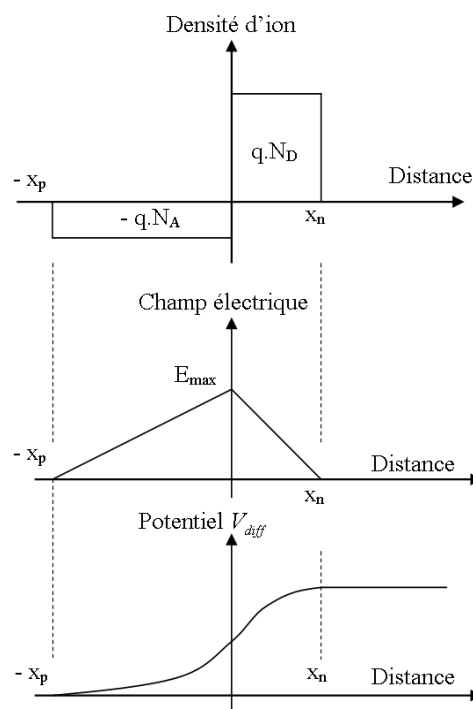 Densité d'ion
q.N_D
- x_p
Distance
- q.N_A
x_n
Champ électrique
E_max
- x_p
Distance
x_n
Potentiel V_diff
- x_p
x_n
Distance